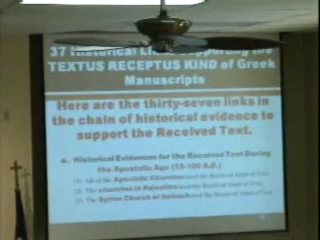 37 Historical Li supporting the
TEXTUS RECEPTUS KIND of Greek
Manuscripts
Here are the thirty-seven links in
the chain of historical evidence to
support the Received Text.
a. Historical Evidences for the Received Text During
the Apostolic Age (33-100 A.D.)
(1) All of the Apostolic Churches used the Received Kind of Text
(2) The churches in Palestine used the Received Kind of Text
(3) The Syrian Church of Antioch used the Received Kind of Text